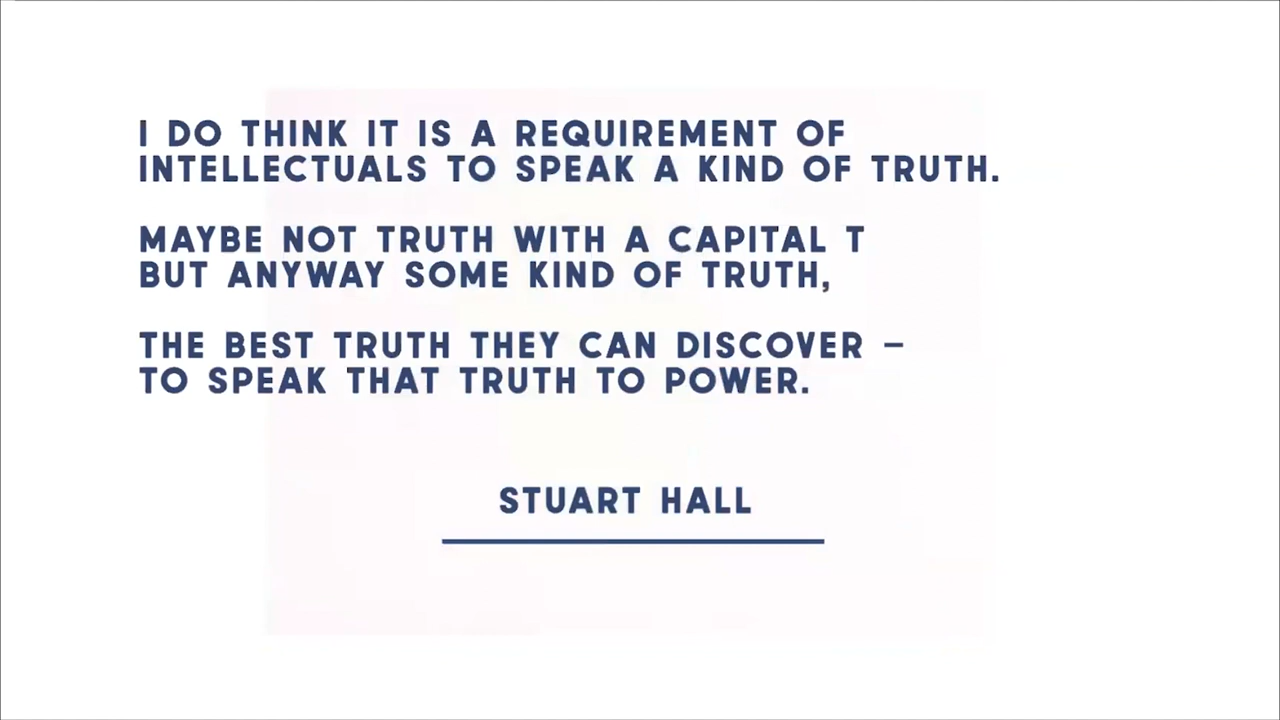 I DO THINK IT IS A REQUIREMENT OF
INTELLECTUALS TO SPEAK A KIND OF TRUTH.
MAYBE NOT TRUTH WITH A CAPITAL T
BUT ANYWAY SOME KIND OF TRUTH,
THE BEST TRUTH THEY CAN DISCOVER –
TO SPEAK THAT TRUTH TO POWER.
STUART HALL